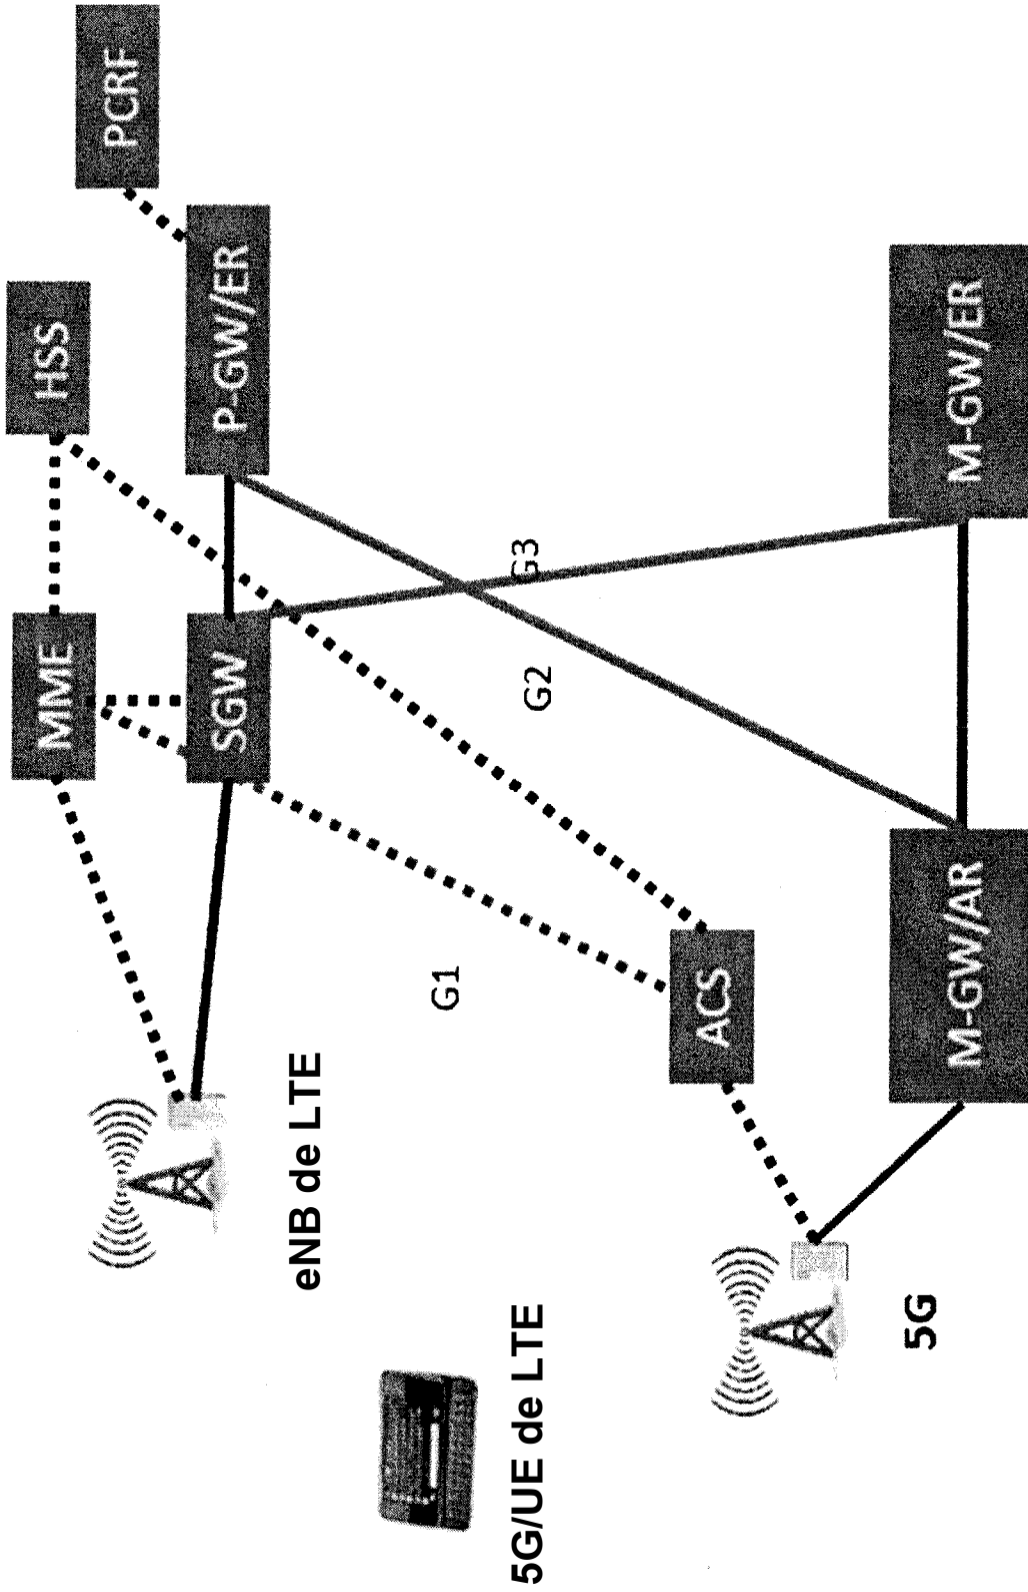 HSS
MME
PCRF
P-GW/ER
SGW
eNB de LTE
G3
G2
G1
5G/UE de LTE
ACS
M-GW/ER
M-GW/AR
5G